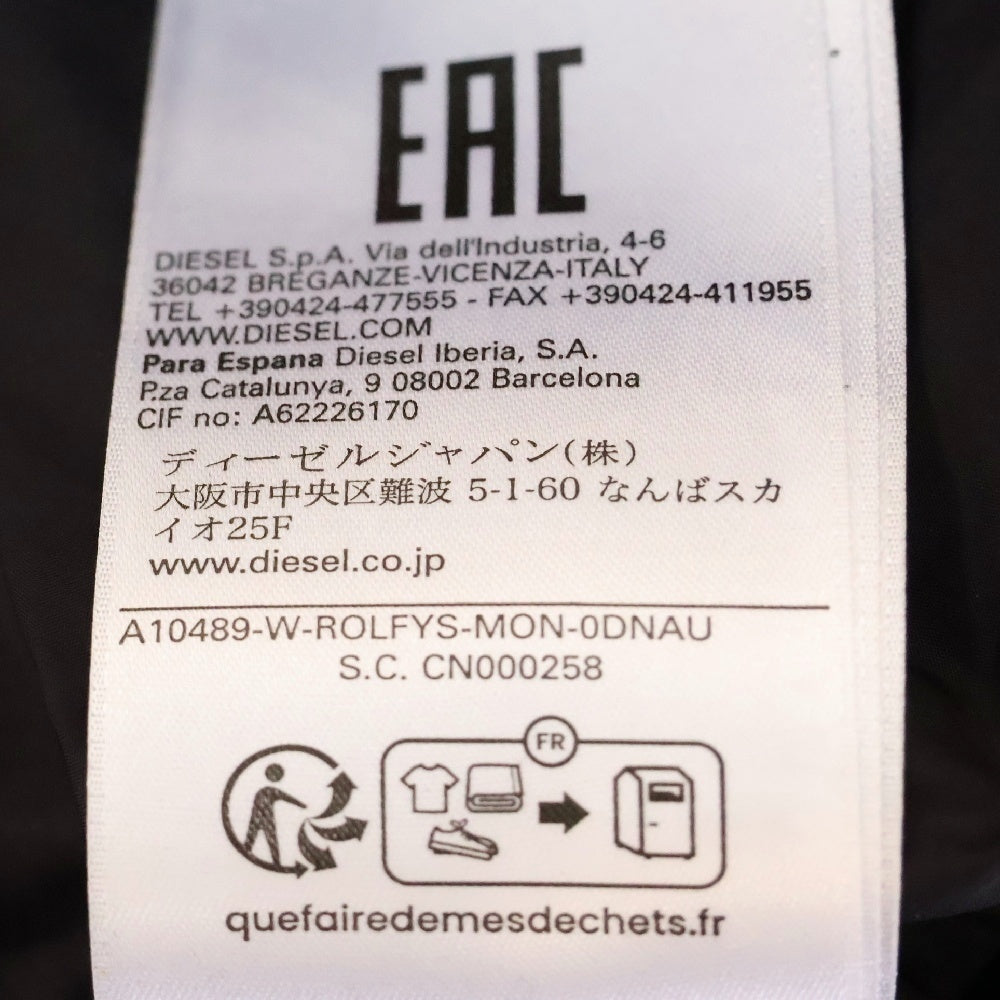 EAC
DIESEL S.p.A. Via dell'Industria, 4-6
36042 BREGANZE-VICENZA-ITALY
TEL +390424-477555 - FAX +390424-411955
WWW.DIESEL.COM
Para Espana Diesel Iberia, S.A.
P.za Catalunya, 9 08002 Barcelona
CIF no: A62226170
ディーゼルジャパン(株)
大阪市中央区難波 5-1-60 なんばスカ
イオ25F
www.diesel.co.jp
A10489-W-ROLFYS-MON-0DNAU
S.C. CN000258
FR
quefairedemesdechets.fr